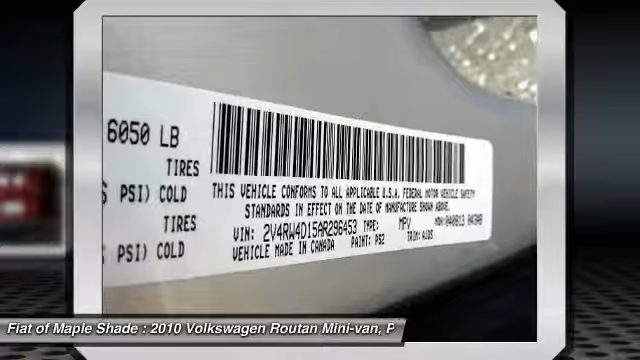 6050 LB
TIRES
PSI) COLD
TIRES
PSI) COLD
THIS VEHICLE CONFORMS TO ALL APPLICABLE U.S.A. FEDERAL MOTOR VEHICLE SAFETY
STANDARDS IN EFFECT ON THE DATE OF MANUFACTURE SHOWN ABOVE.
VIN: 2V4RW4D15AR296453 TYPE: MPV
VEHICLE MADE IN CANADA PAINT: PS2 TRIM:
Fiat of Maple Shade : 2010 Volkswagen Routan Mini-van, P